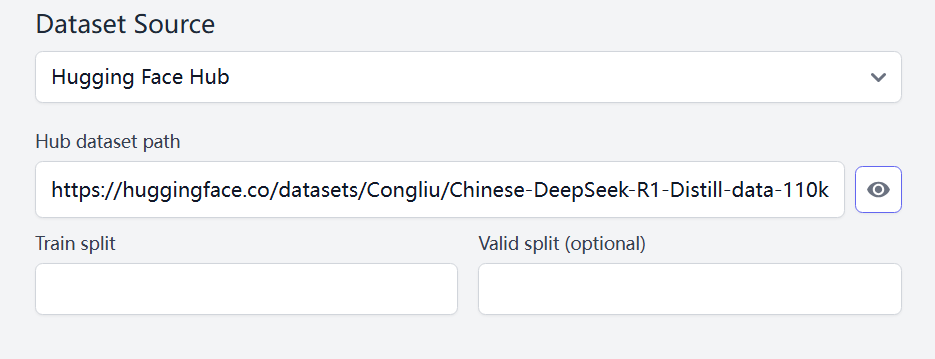 Dataset Source
Hugging Face Hub
Hub dataset path
https://huggingface.co/datasets/Congliu/Chinese-DeepSeek-R1-Distill-data-110k
Train split
Valid split (optional)